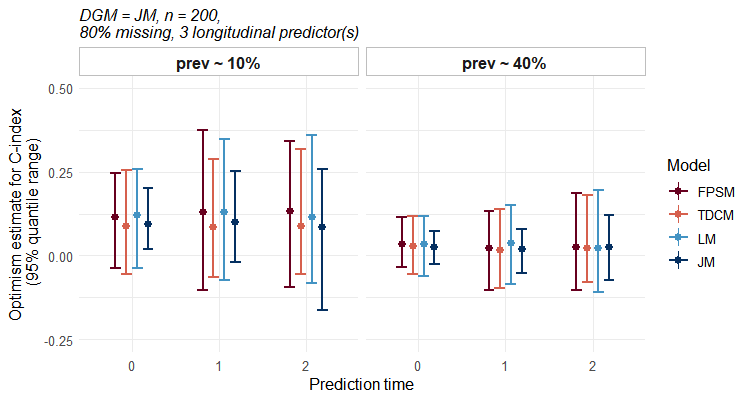 DGM = JM, n = 200,
80% missing, 3 longitudinal predictor(s)
prev ~ 10%
prev ~ 40%
Optimism estimate for C-index
(95% quantile range)
0.50
0.25
0.00
-0.25
0
1
2
0
1
2
Prediction time
Model
FPSM
TDCM
LM
JM